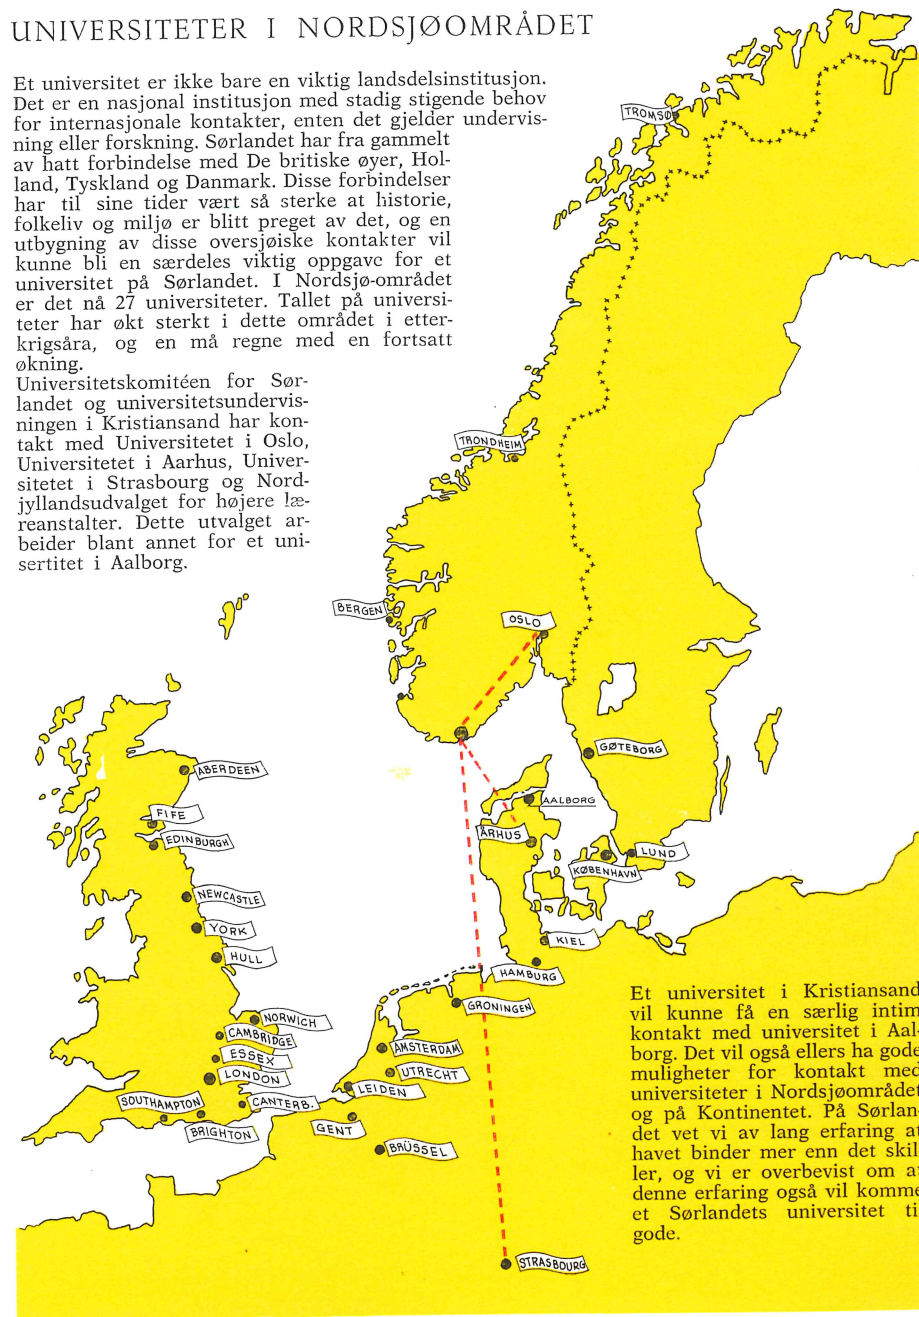 UNIVERSITETER I NORDSJØOMRÅDET
Et universitet er ikke bare en viktig landsdelsinstitusjon.
Det er en nasjonal institusjon med stadig stigende behov
for internasjonale kontakter, enten det gjelder undervis-
ning eller forskning. Sørlandet har fra gammelt
av hatt forbindelse med De britiske øyer, Hol-
land, Tyskland og Danmark. Disse forbindelser
har til sine tider vært så sterke at historie,
folkeliv og miljø er blitt preget av det, og en
utbygning av disse oversjøiske kontakter vil
kunne bli en særdeles viktig oppgave for et
universitet på Sørlandet. I Nordsjø-området
er det nå 27 universiteter. Tallet på universi-
teter har økt sterkt i dette området i etter-
krigsåra, og en må regne med en fortsatt
økning.
Universitetskomitéen for Sør-
landet og universitetsundervis-
ningen i Kristiansand har kon-
takt med Universitetet i Oslo,
Universitetet i Aarhus, Univer-
sitetet i Strasbourg og Nord-
jyllandsudvalget for højere læ-
reanstalter. Dette utvalget ar-
beider blant annet for et uni-
sertitet i Aalborg.
TROMSØ
TRONDHEIM
BERGEN
OSLO
GØTEBORG
ABERDEEN
AALBORG
FIFE
ÅRHUS
EDINBURGH
LUND
KØBENHAVN
NEWCASTLE
YORK
KIEL
HULL
HAMBURG
GRONINGEN
NORWICH
CAMBRIDGE
AMSTERDAM
ESSEX
UTRECHT
LONDON
LEIDEN
SOUTHAMPTON
CANTERB.
BRIGHTON
GENT
BRÜSSEL
STRASBOURG
Et universitet i Kristiansand
vil kunne få en særlig intim
kontakt med universitet i Aal-
borg. Det vil også ellers ha gode
muligheter for kontakt med
universiteter i Nordsjøområdet
og på Kontinentet. På Sørlan
det vet vi av lang erfaring at
havet binder mer enn det skil
ler, og vi er overbevist om at
denne erfaring også vil komme
et Sørlandets universitet ti
gode.